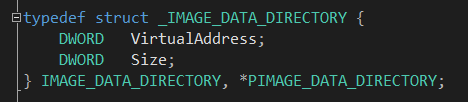 typedef struct _IMAGE_DATA_DIRECTORY {
    DWORD   VirtualAddress;
    DWORD   Size;
} IMAGE_DATA_DIRECTORY, *PIMAGE_DATA_DIRECTORY;